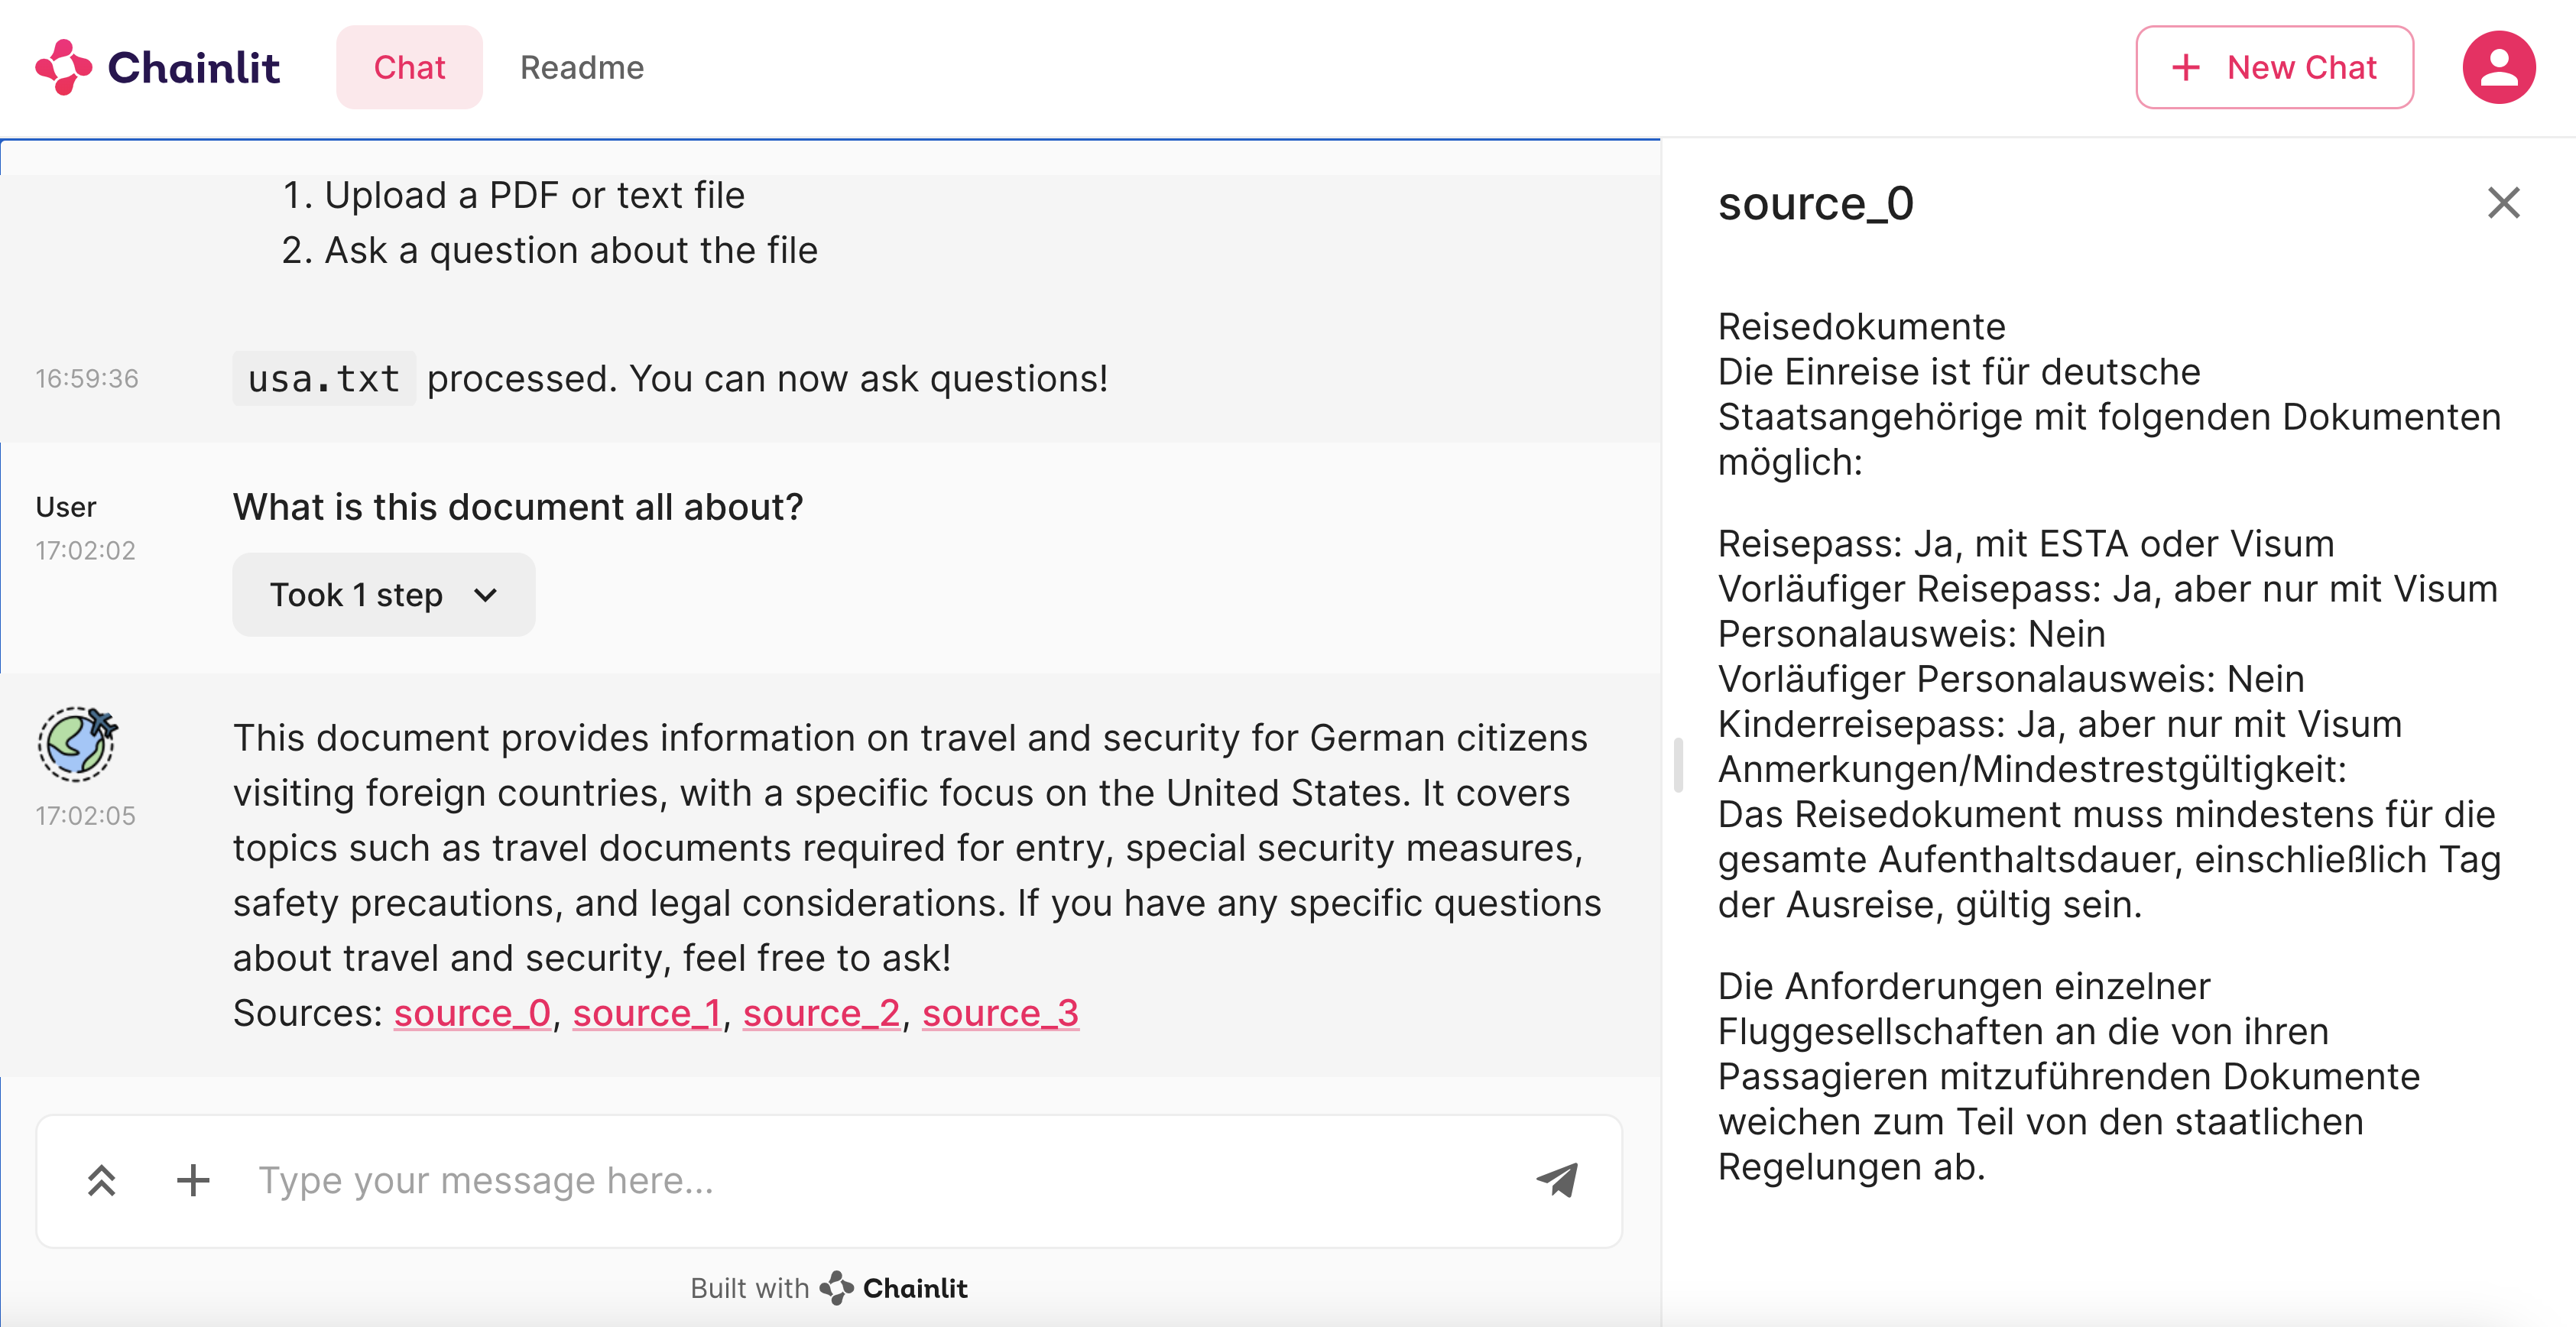 Chainlit
Chat
Readme
+ New Chat
1. Upload a PDF or text file
2. Ask a question about the file
16:59:36
usa.txt processed. You can now ask questions!
User
17:02:02
What is this document all about?
Took 1 step
17:02:05
This document provides information on travel and security for German citizens
visiting foreign countries, with a specific focus on the United States. It covers
topics such as travel documents required for entry, special security measures,
safety precautions, and legal considerations. If you have any specific questions
about travel and security, feel free to ask!
Sources: source_0, source_1, source_2, source_3
Type your message here...
Built with Chainlit
source_0
Reisedokumente
Die Einreise ist für deutsche
Staatsangehörige mit folgenden Dokumenten
möglich:
Reisepass: Ja, mit ESTA oder Visum
Vorläufiger Reisepass: Ja, aber nur mit Visum
Personalausweis: Nein
Vorläufiger Personalausweis: Nein
Kinderreisepass: Ja, aber nur mit Visum
Anmerkungen/Mindestrestgültigkeit:
Das Reisedokument muss mindestens für die
gesamte Aufenthaltsdauer, einschließlich Tag
der Ausreise, gültig sein.
Die Anforderungen einzelner
Fluggesellschaften an die von ihren
Passagieren mitzuführenden Dokumente
weichen zum Teil von den staatlichen
Regelungen ab.